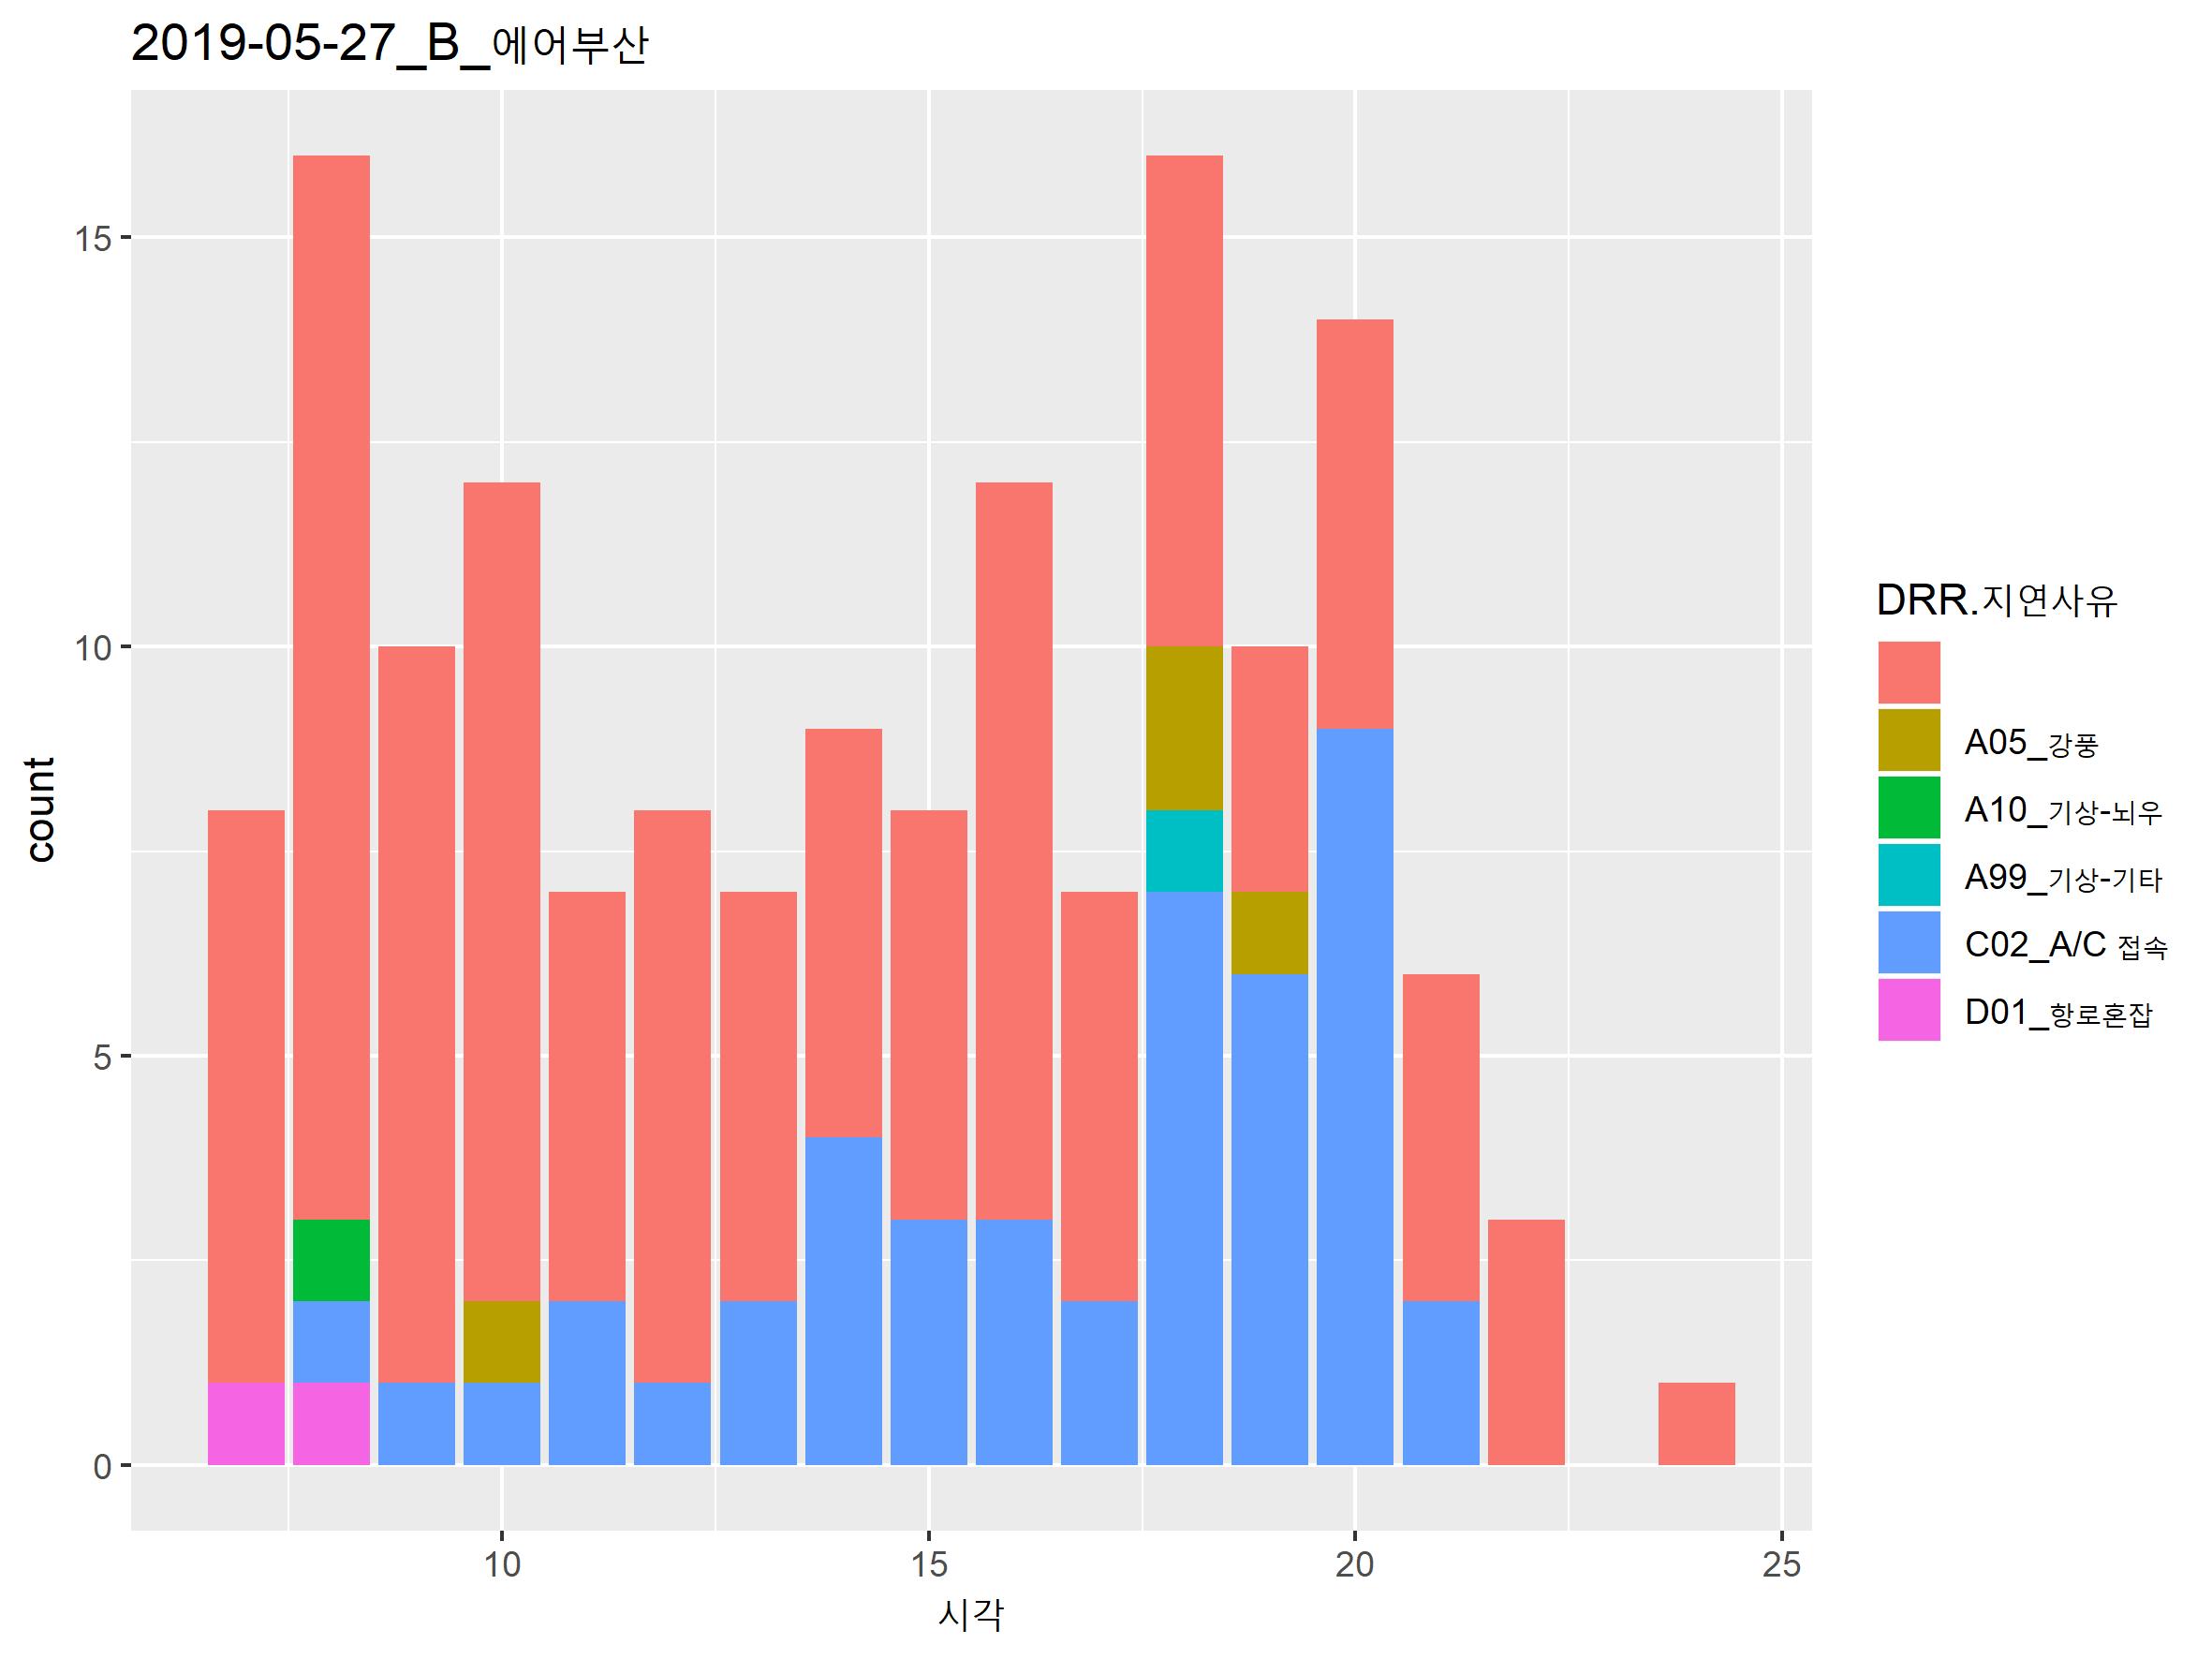 2019-05-27_B_에어부산
15
10
5
0
count
10 15 20 25
시각
DRR.지연사유
A05_강풍
A10_기상-뇌우
A99_기상-기타
C02_A/C 접속
D01_항로혼잡